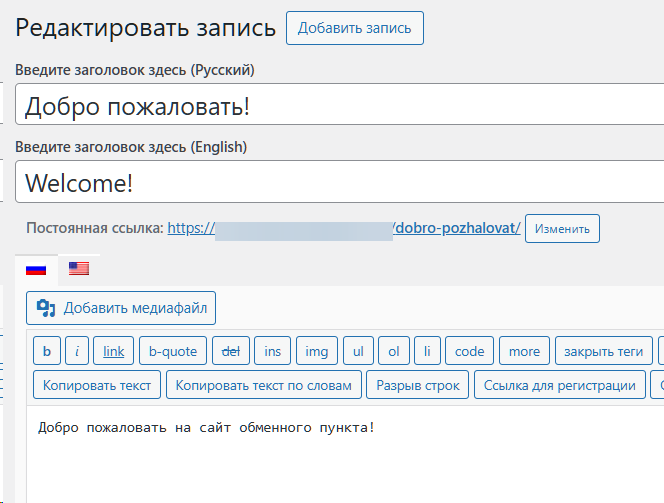 Редактировать запись Добавить запись
Введите заголовок здесь (Русский)
Добро пожаловать!
Введите заголовок здесь (English)
Welcome!
Постоянная ссылка: https:// /dobro-pozhalovat/ Изменить
Добавить медиафайл
b i link b-quote del ins img ul ol li code more закрыть теги
Копировать текст Копировать текст по словам Разрыв строк Ссылка для регистрации
Добро пожаловать на сайт обменного пункта!